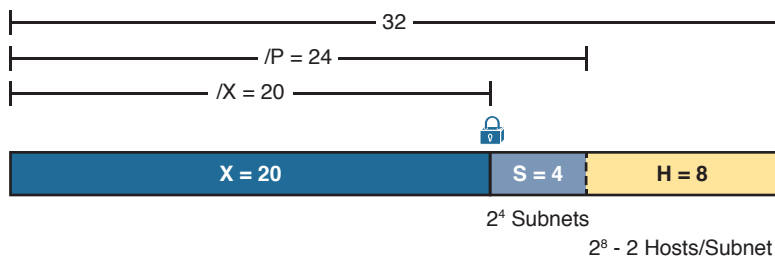 32
/P = 24
/X = 20
X = 20 S = 4 H = 8
2⁴ Subnets
2⁸ - 2 Hosts/Subnet